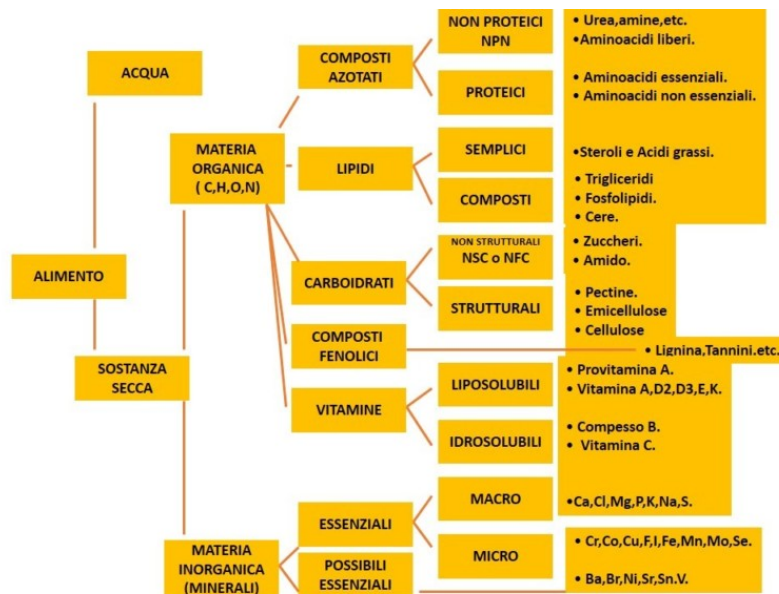 ALIMENTO
ACQUA
SOSTANZA
SECCA
MATERIA
ORGANICA
( C,H,O,N)
COMPOSTI
AZOTATI
NON PROTEICI
NPN
• Urea,amine,etc.
•Aminoacidi liberi.
PROTEICI
• Aminoacidi essenziali.
• Aminoacidi non essenziali.
LIPIDI
SEMPLICI
•Steroli e Acidi grassi.
COMPOSTI
• Trigliceridi
• Fosfolipidi.
• Cere.
CARBOIDRATI
NON STRUTTURALI
NSC o NFC
• Zuccheri.
• Amido.
STRUTTURALI
• Pectine.
• Emicellulose
• Cellulose
COMPOSTI
FENOLICI
• Lignina,Tannini.etc.
VITAMINE
LIPOSOLUBILI
• Provitamina A.
• Vitamina A,D2,D3,E,K.
IDROSOLUBILI
• Compesso B.
• Vitamina C.
MATERIA
INORGANICA
(MINERALI)
ESSENZIALI
MACRO
•Ca,Cl,Mg,P,K,Na,S.
MICRO
• Cr,Co,Cu,F,I,Fe,Mn,Mo,Se.
POSSIBILI
ESSENZIALI
• Ba,Br,Ni,Sr,Sn.V.